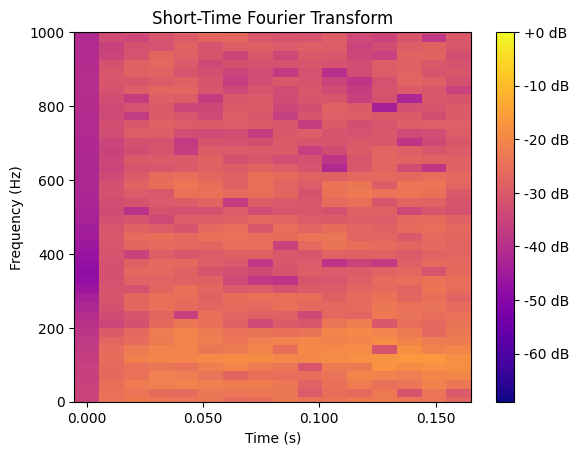 Short-Time Fourier Transform
1000
800
600
400
200
0
Frequency (Hz)
0.000
0.050
0.100
0.150
Time (s)
+0 dB
-10 dB
-20 dB
-30 dB
-40 dB
-50 dB
-60 dB